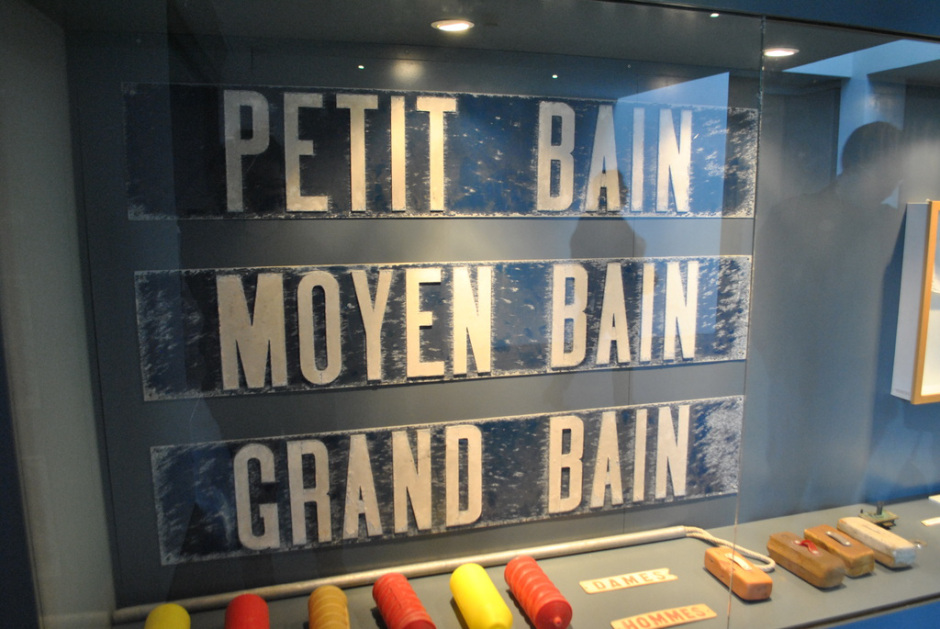 PETIT BAIN
MOYEN BAIN
GRAND BAIN
DAMES
HOMMES